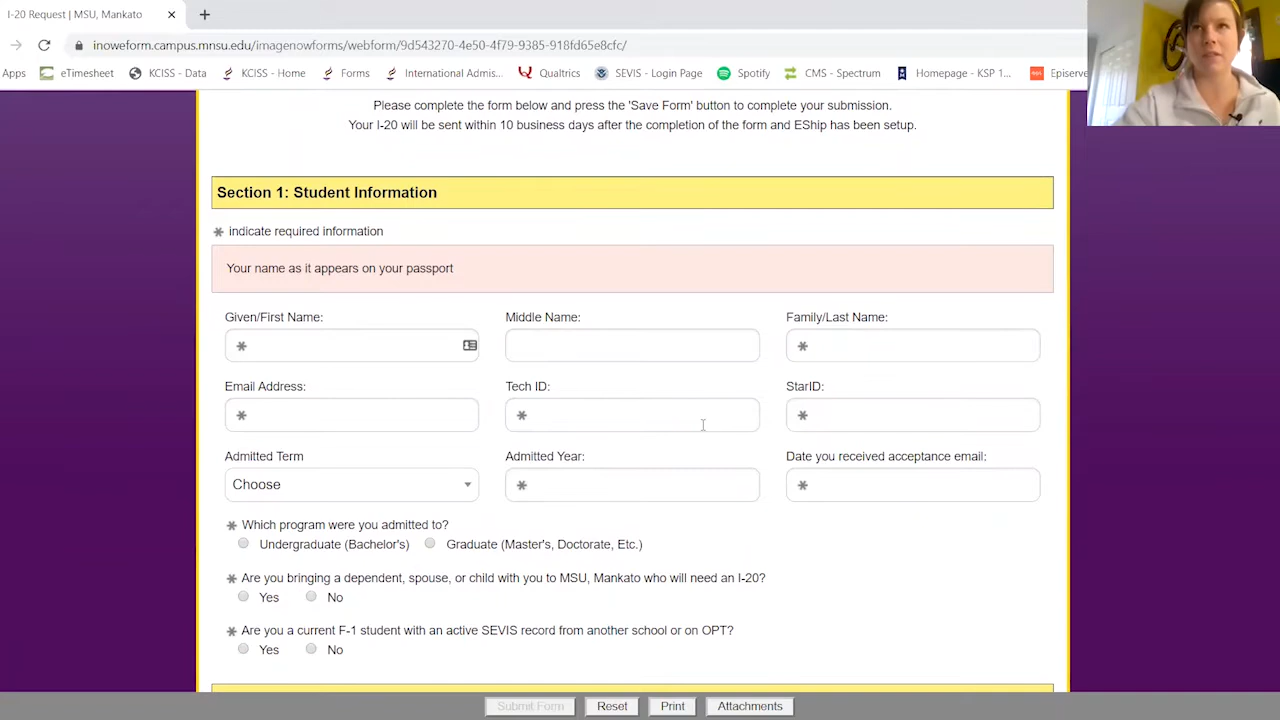 I-20 Request | MSU, Mankato
inoweform.campus.mnsu.edu/imagenowforms/webform/9d543270-4e50-4f79-9385-918fd65e8cfc/
Apps eTimesheet KCISS - Data KCISS - Home Forms International Admis... Qualtrics SEVIS - Login Page Spotify CMS - Spectrum Homepage - KSP 1... Episerve
Please complete the form below and press the 'Save Form' button to complete your submission.
Your I-20 will be sent within 10 business days after the completion of the form and EShip has been setup.
Section 1: Student Information
✱ indicate required information
Your name as it appears on your passport
Given/First Name: Middle Name: Family/Last Name:
✱ ✱
Email Address: Tech ID: StarID:
✱ ✱ ✱
Admitted Term Admitted Year: Date you received acceptance email:
Choose ✱ ✱
✱ Which program were you admitted to?
Undergraduate (Bachelor's) Graduate (Master's, Doctorate, Etc.)
✱ Are you bringing a dependent, spouse, or child with you to MSU, Mankato who will need an I-20?
Yes No
✱ Are you a current F-1 student with an active SEVIS record from another school or on OPT?
Yes No
Submit Form Reset Print Attachments